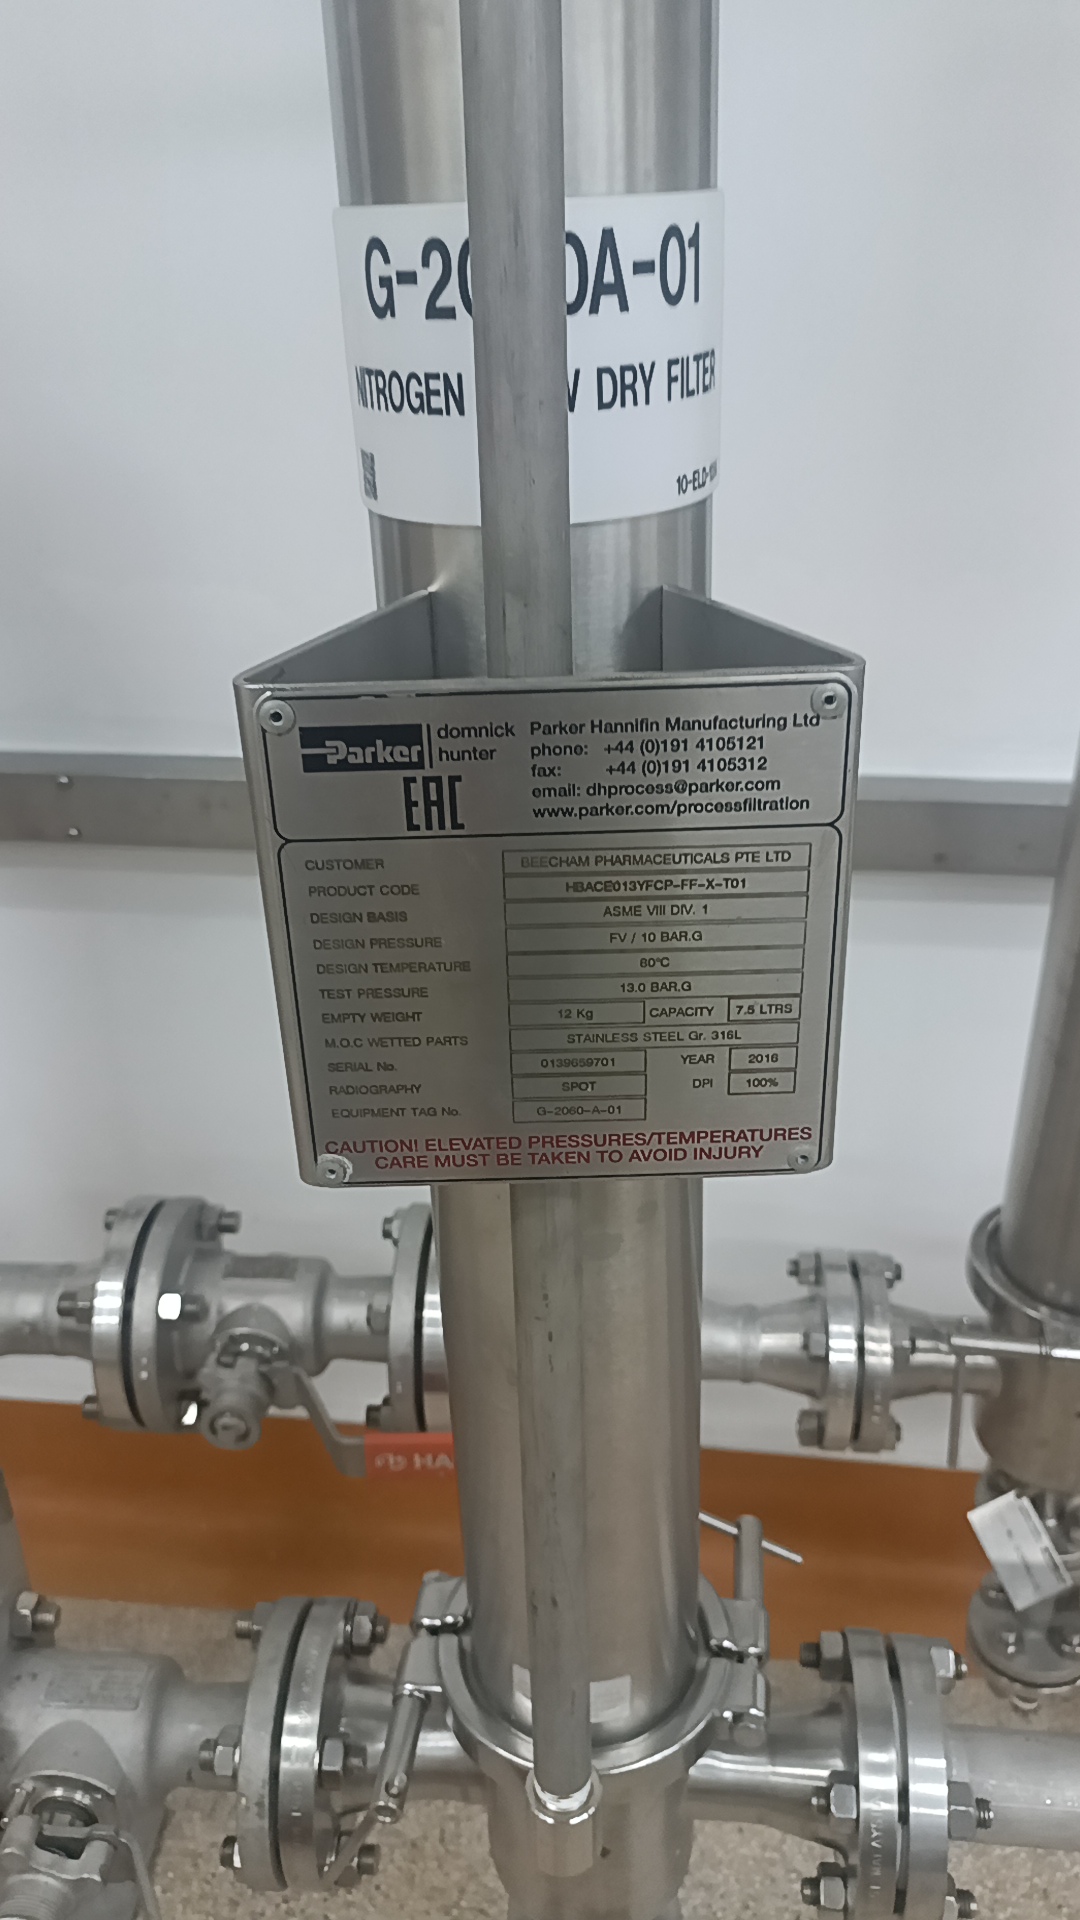 G-2 0A-01
NITROGEN DRY FILTER
10-ELD-
Parker | domnick hunter
EAC
Parker Hannifin Manufacturing Ltd
phone: +44 (0)191 4105121
fax: +44 (0)191 4105312
email: dhprocess@parker.com
www.parker.com/processfiltration
CUSTOMER BEECHAM PHARMACEUTICALS PTE LTD
PRODUCT CODE HBACE013YFCP-FF-X-T01
DESIGN BASIS ASME VIII DIV. 1
DESIGN PRESSURE FV / 10 BAR.G
DESIGN TEMPERATURE 60°C
TEST PRESSURE 13.0 BAR.G
EMPTY WEIGHT 12 Kg CAPACITY 7.5 LTRS
M.O.C WETTED PARTS STAINLESS STEEL Gr. 316L
SERIAL No. 0139659701 YEAR 2016
RADIOGRAPHY SPOT DPI 100%
EQUIPMENT TAG No. G-2060-A-01
CAUTION! ELEVATED PRESSURES/TEMPERATURES
CARE MUST BE TAKEN TO AVOID INJURY